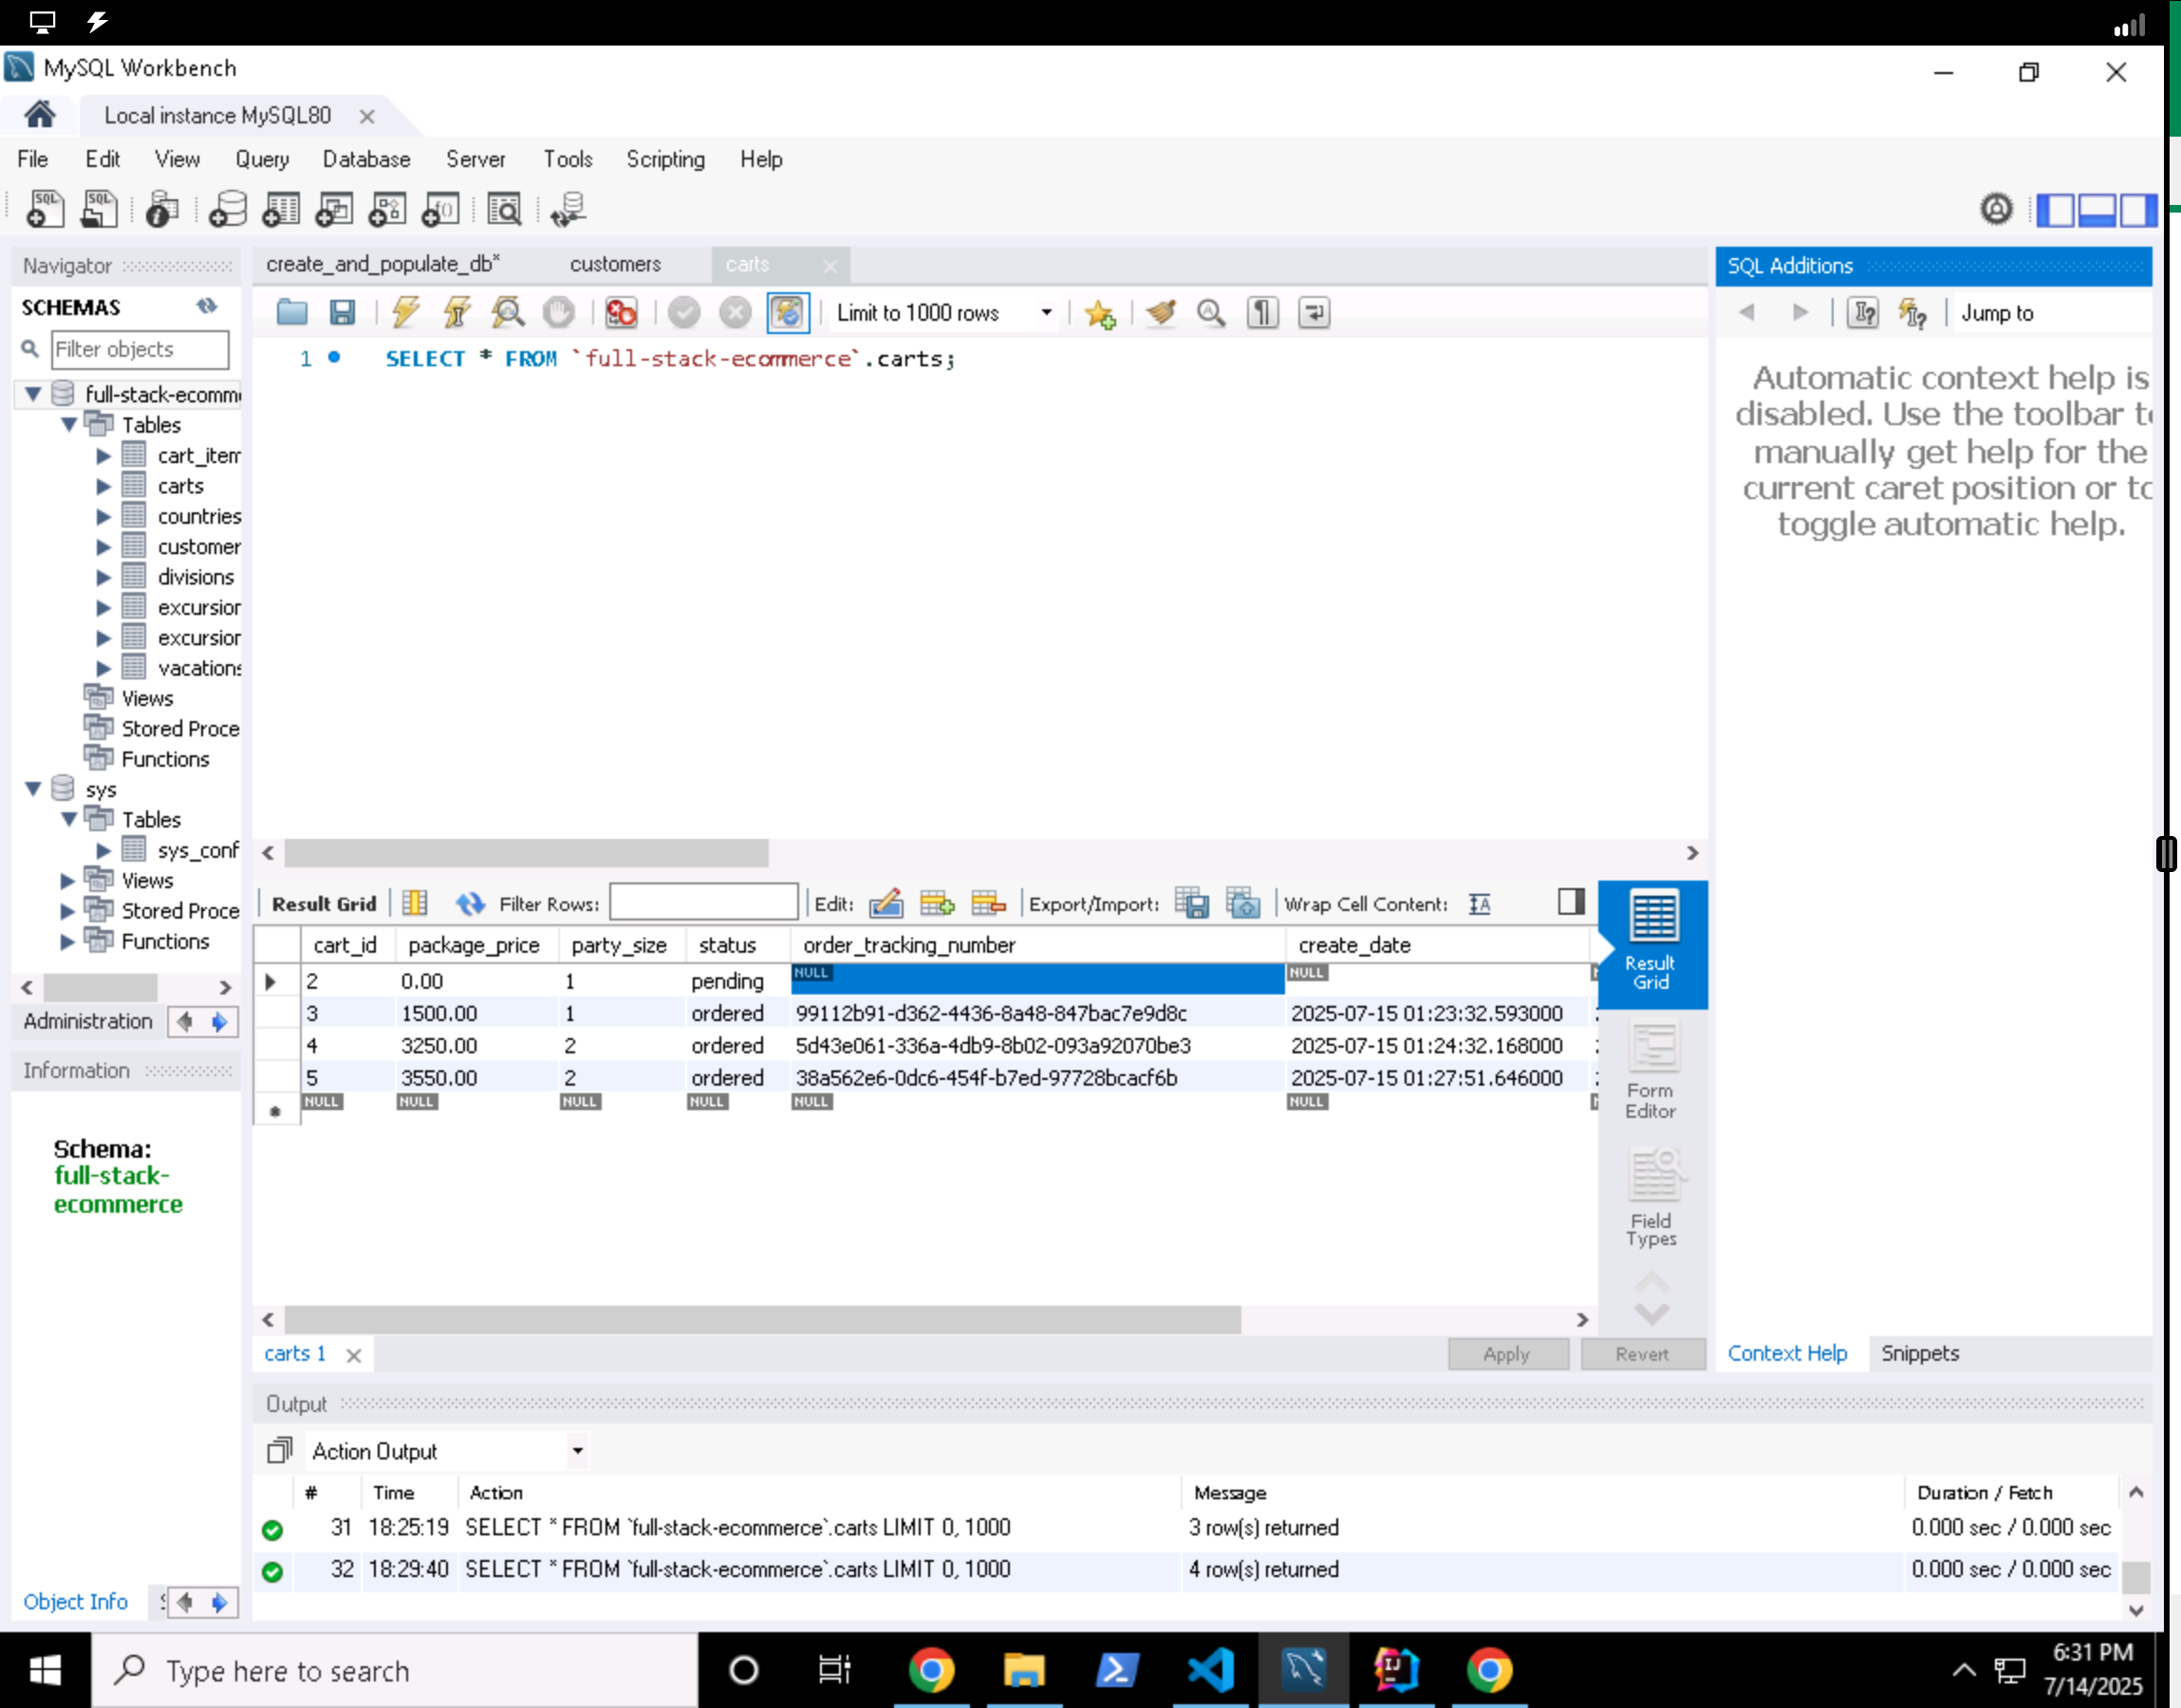 MySQL Workbench
Local instance MySQL80
File Edit View Query Database Server Tools Scripting Help
Navigator
create_and_populate_db* customers carts
SQL Additions
SCHEMAS
Limit to 1000 rows
Jump to
Filter objects
1 SELECT * FROM `full-stack-ecommerce`.carts;
full-stack-ecomm
Tables
cart_item
carts
countries
customer
divisions
excursion
excursion
vacations
Views
Stored Proce
Functions
sys
Tables
sys_conf
Views
Stored Proce
Functions
Automatic context help is
disabled. Use the toolbar to
manually get help for the
current caret position or to
toggle automatic help.
Result Grid Filter Rows: Edit: Export/Import: Wrap Cell Content:
cart_id package_price party_size status order_tracking_number create_date
2 0.00 1 pending NULL NULL
3 1500.00 1 ordered 99112b91-d362-4436-8a48-847bac7e9d8c 2025-07-15 01:23:32.593000
4 3250.00 2 ordered 5d43e061-336a-4db9-8b02-093a92070be3 2025-07-15 01:24:32.168000
5 3550.00 2 ordered 38a562e6-0dc6-454f-b7ed-97728bcacf6b 2025-07-15 01:27:51.646000
NULL NULL NULL NULL NULL NULL
Result
Grid
Form
Editor
Field
Types
Administration
Information
Schema:
full-stack-
ecommerce
carts 1
Apply Revert
Context Help Snippets
Output
Action Output
# Time Action Message Duration / Fetch
31 18:25:19 SELECT * FROM `full-stack-ecommerce`.carts LIMIT 0, 1000 3 row(s) returned 0.000 sec / 0.000 sec
32 18:29:40 SELECT * FROM `full-stack-ecommerce`.carts LIMIT 0, 1000 4 row(s) returned 0.000 sec / 0.000 sec
Object Info
Type here to search
6:31 PM
7/14/2025